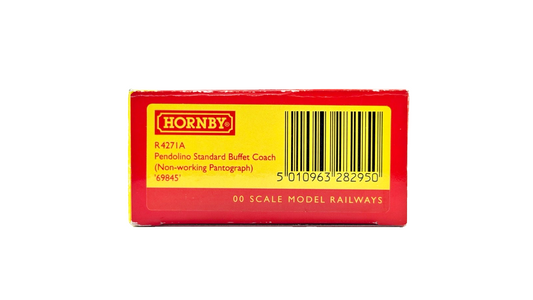 HORNBY®
R4271A
Pendolino Standard Buffet Coach
(Non-working Pantograph)
'69845'
5 010963 282950
00 SCALE MODEL RAILWAYS